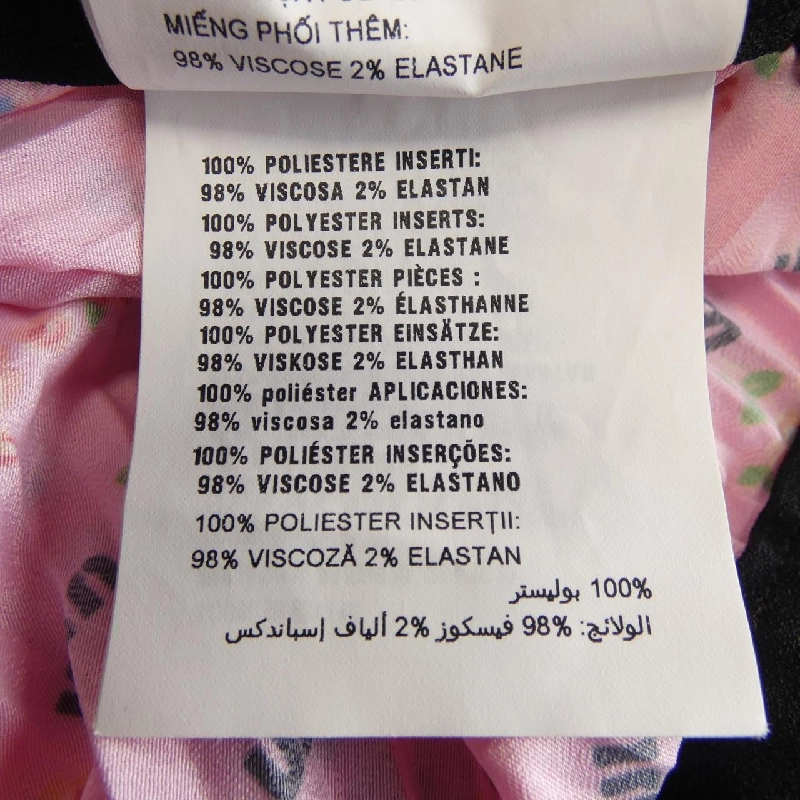 MIẾNG PHỐI THÊM:
98% VISCOSE 2% ELASTANE
100% POLIESTERE INSERTI:
98% VISCOSA 2% ELASTAN
100% POLYESTER INSERTS:
98% VISCOSE 2% ELASTANE
100% POLYESTER PIÈCES :
98% VISCOSE 2% ÉLASTHANNE
100% POLYESTER EINSÄTZE:
98% VISKOSE 2% ELASTHAN
100% poliéster APLICACIONES:
98% viscosa 2% elastano
100% POLIÉSTER INSERÇÕES:
98% VISCOSE 2% ELASTANO
100% POLIESTER INSERȚII:
98% VISCOZĂ 2% ELASTAN
100% بوليستر
الولائج: 98% فيسكوز 2% ألياف إسباندكس